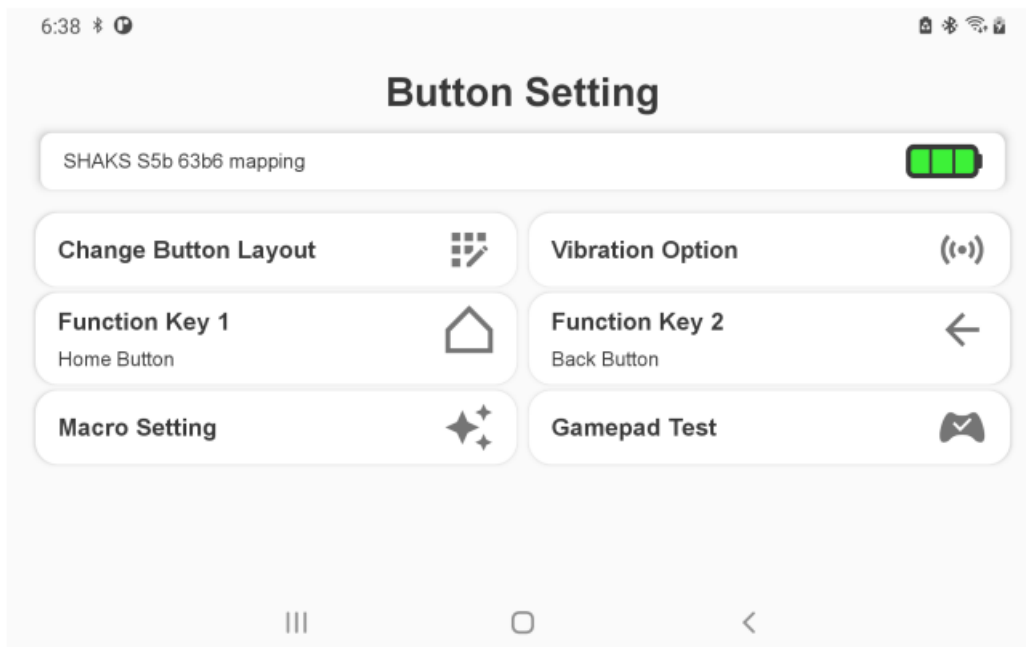 6:38
Button Setting
SHAKS S5b 63b6 mapping
Change Button Layout
Vibration Option
Function Key 1
Home Button
Function Key 2
Back Button
Macro Setting
Gamepad Test